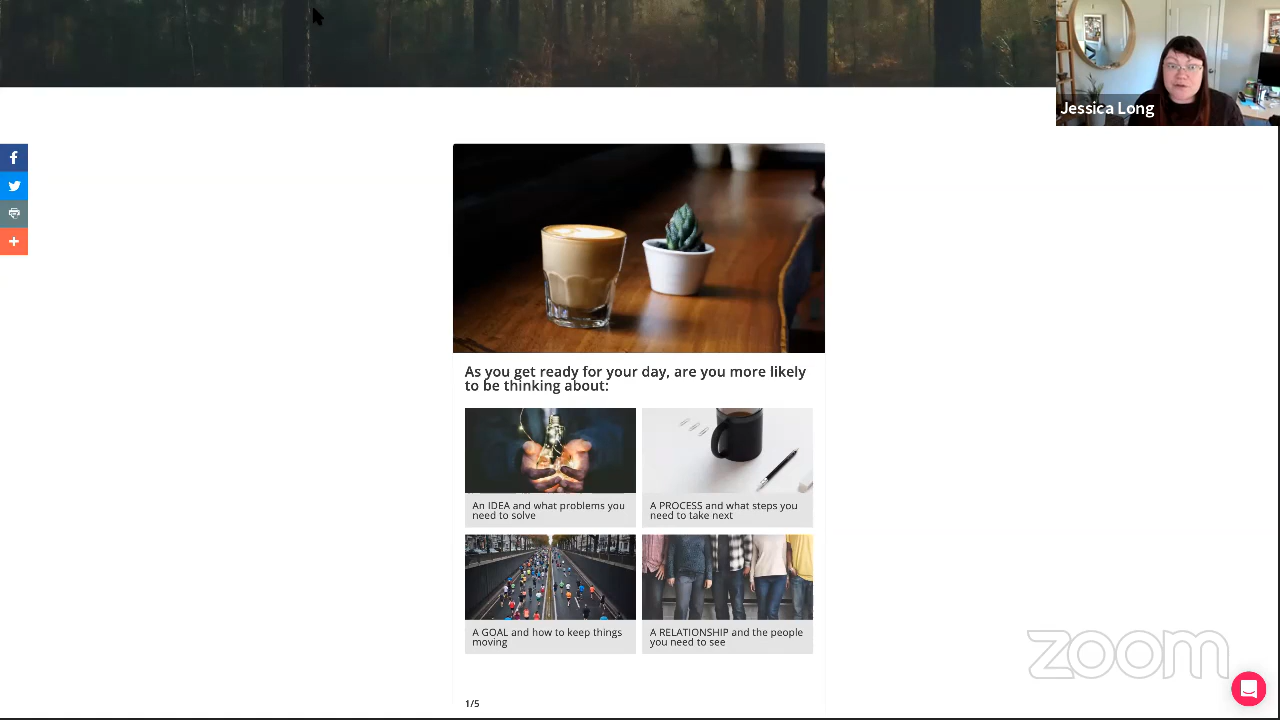 Jessica Long
As you get ready for your day, are you more likely
to be thinking about:
An IDEA and what problems you
need to solve
A PROCESS and what steps you
need to take next
A GOAL and how to keep things
moving
A RELATIONSHIP and the people
you need to see
1/5
zoom